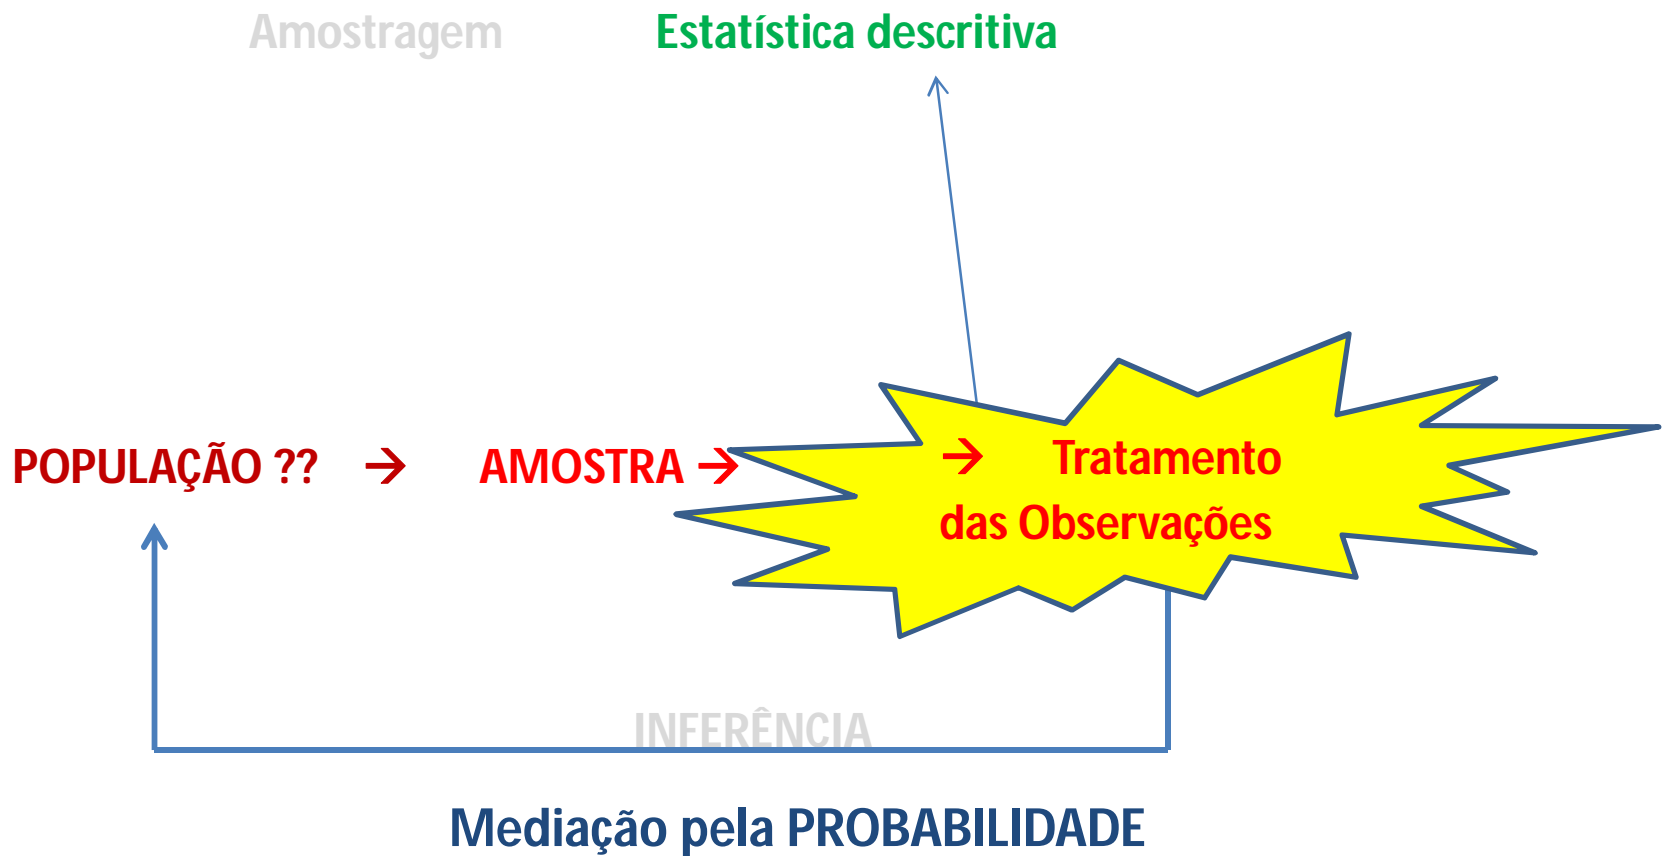 Amostragem Estatística descritiva
POPULAÇÃO ?? → AMOSTRA → → Tratamento
das Observações
INFERÊNCIA
Mediação pela PROBABILIDADE